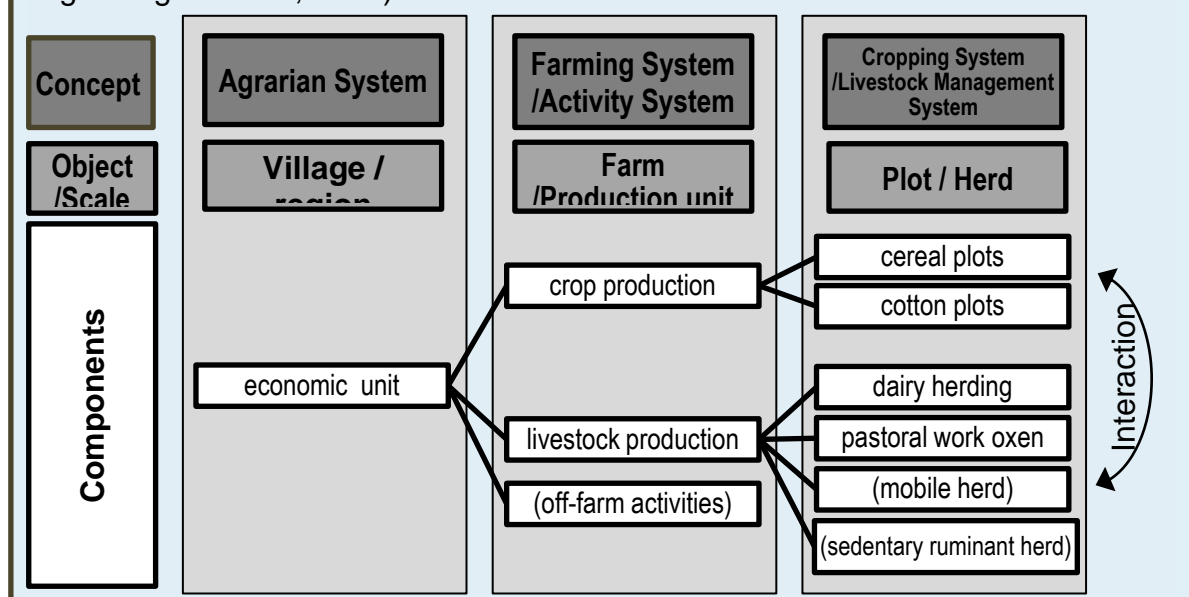 Concept
Agrarian System
Farming System
/Activity System
Cropping System
/Livestock Management
System
Object
/Scale
Village /
region
Farm
/Production unit
Plot / Herd
Components
economic unit
crop production
livestock production
(off-farm activities)
cereal plots
cotton plots
dairy herding
pastoral work oxen
(mobile herd)
(sedentary ruminant herd)
Interaction